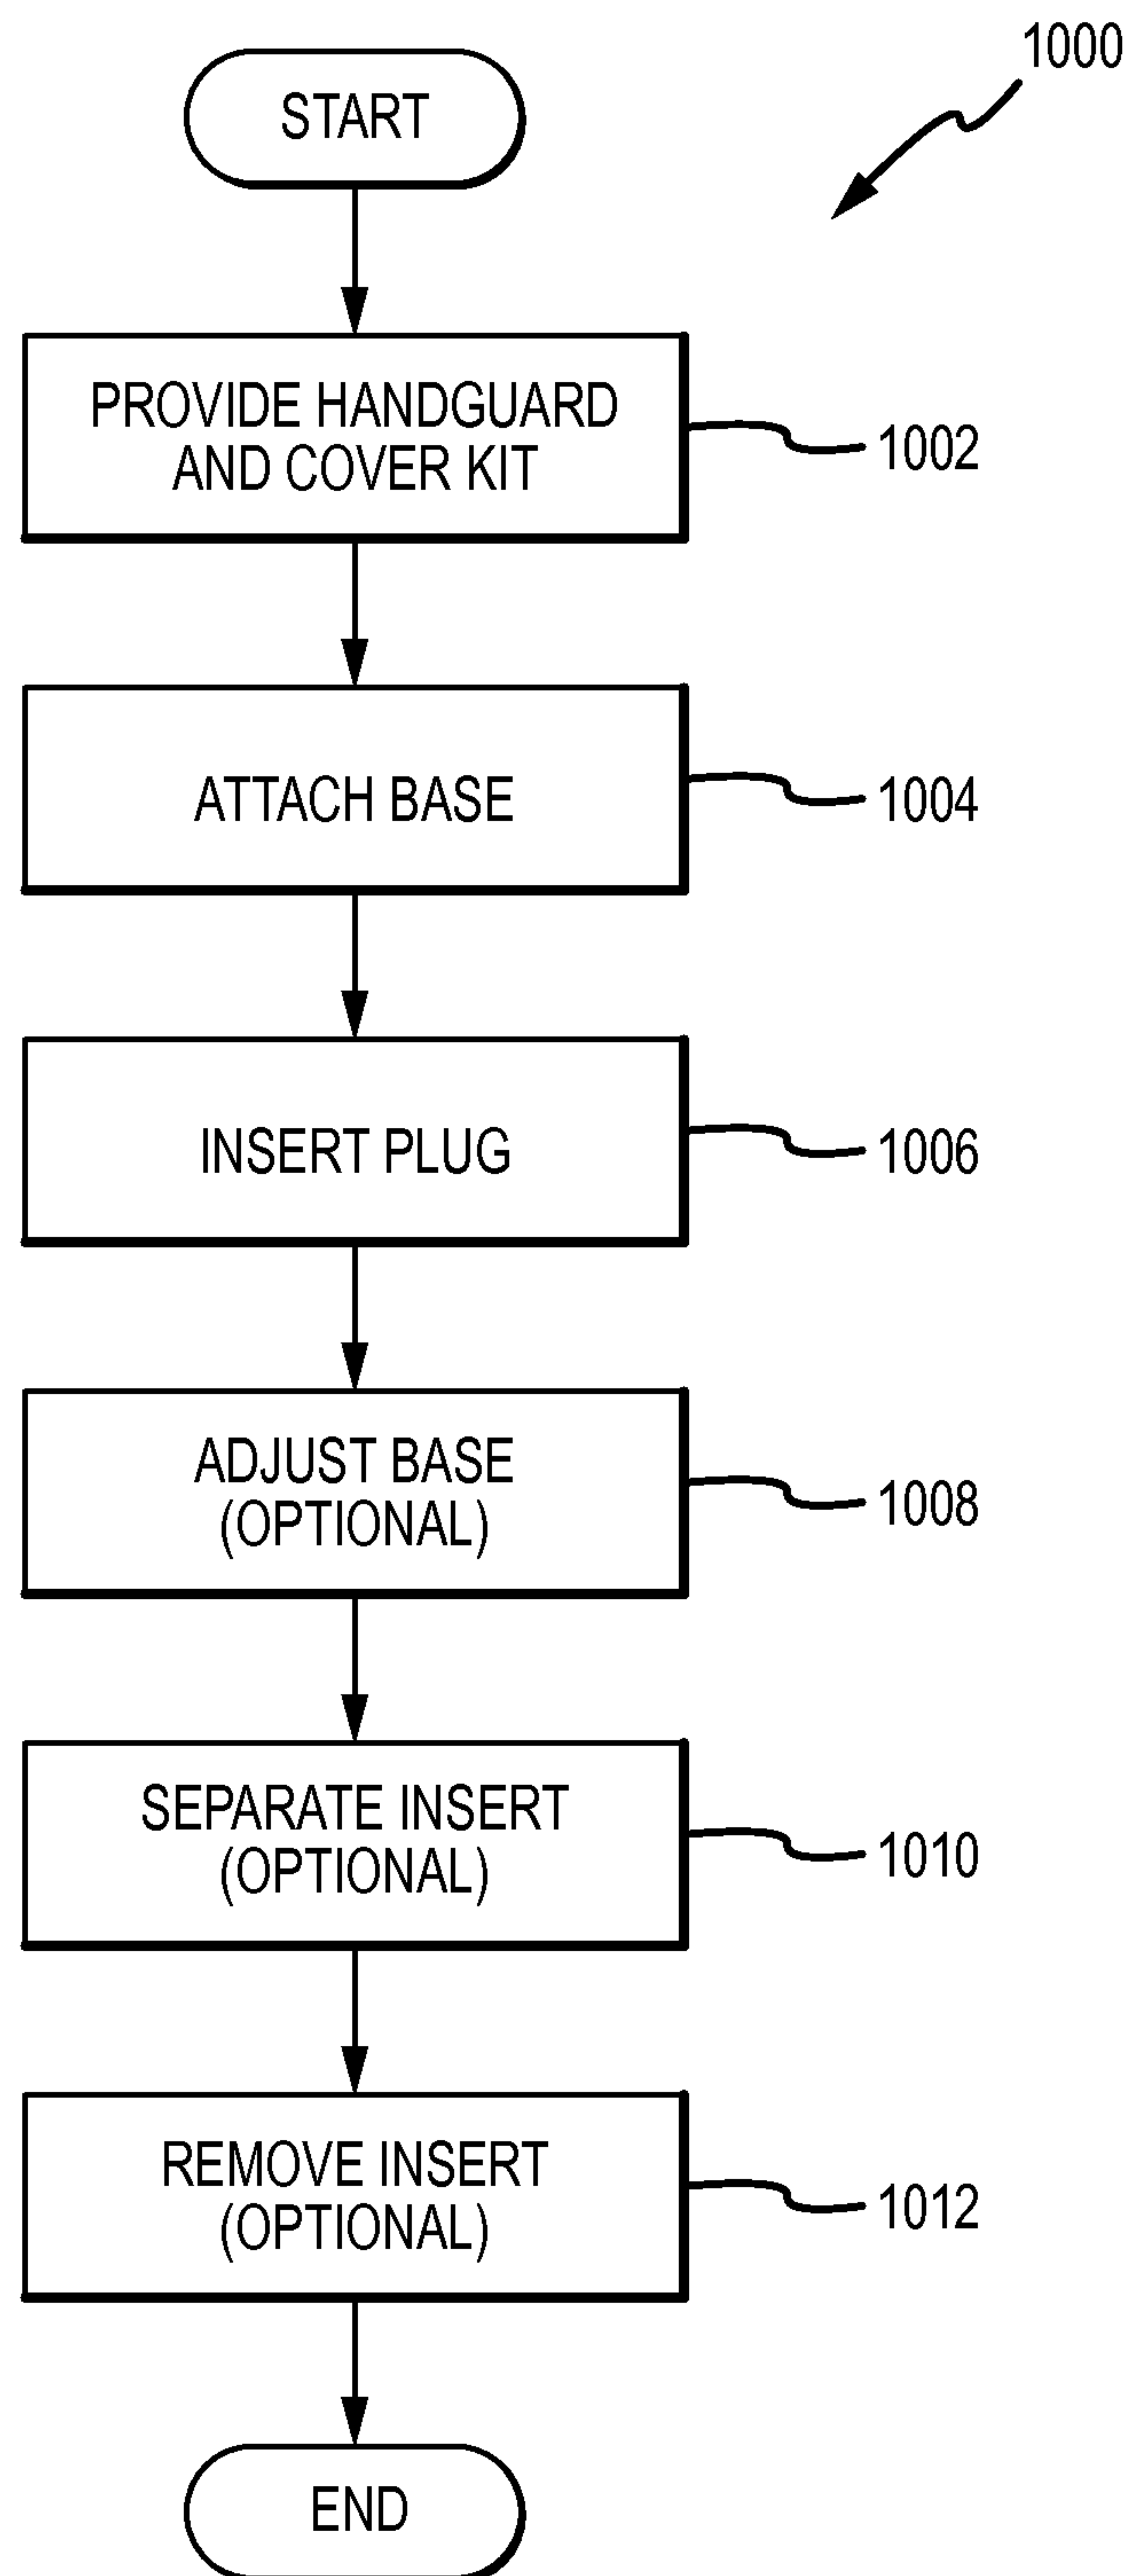 1000
START
PROVIDE HANDGUARD
AND COVER KIT
1002
ATTACH BASE
1004
INSERT PLUG
1006
ADJUST BASE
(OPTIONAL)
1008
SEPARATE INSERT
(OPTIONAL)
1010
REMOVE INSERT
(OPTIONAL)
1012
END